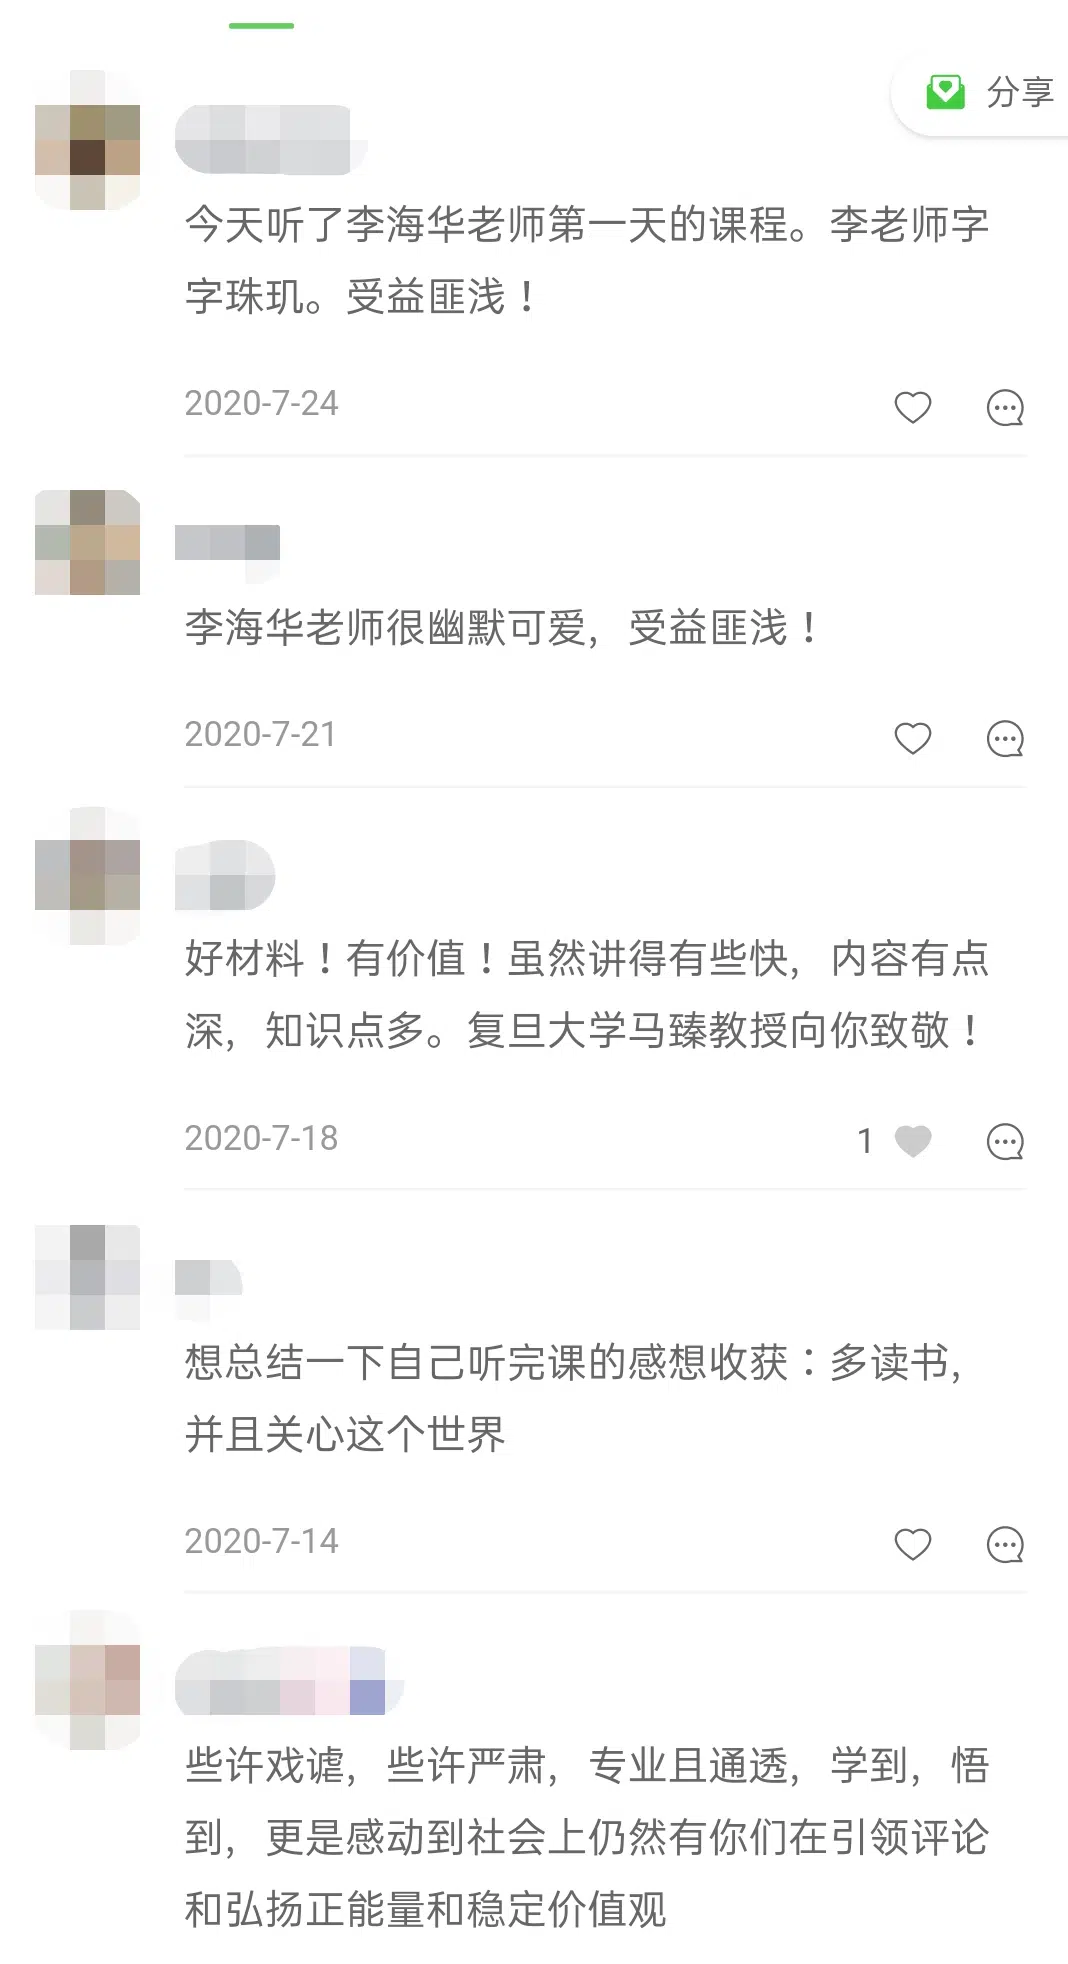 分享
今天听了李海华老师第一天的课程。李老师字
字珠玑。受益匪浅！
2020-7-24
李海华老师很幽默可爱，受益匪浅！
2020-7-21
好材料！有价值！虽然讲得有些快，内容有点
深，知识点多。复旦大学马臻教授向你致敬！
2020-7-18
1
想总结一下自己听完课的感想收获：多读书，
并且关心这个世界
2020-7-14
些许戏谑，些许严肃，专业且通透，学到，悟
到，更是感动到社会上仍然有你们在引领评论
和弘扬正能量和稳定价值观